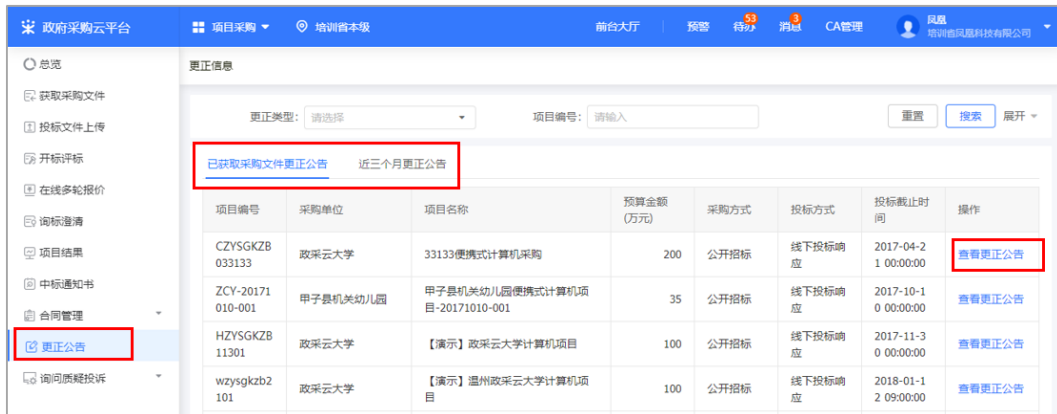 政府采购云平台
项目采购
培训省本级
前台大厅
预警
待办
53
消息
3
CA管理
凤凰
培训省凤凰科技有限公司
总览
获取采购文件
投标文件上传
开标评标
在线多轮报价
询标澄清
项目结果
中标通知书
合同管理
更正公告
询问质疑投诉
更正信息
更正类型： 请选择
项目编号： 请输入
重置
搜索
展开
已获取采购文件更正公告
近三个月更正公告
项目编号 采购单位 项目名称 预算金额 采购方式 投标方式 投标截止时 操作
(万元) 间
CZYSGKZB 政采云大学 33133便携式计算机采购 200 公开招标 线下投标响 2017-04-2 查看更正公告
033133 应 1 00:00:00
ZCY-20171 甲子县机关幼儿园 甲子县机关幼儿园便携式计算机项 35 公开招标 线下投标响 2017-10-1 查看更正公告
010-001 目-20171010-001 应 0 00:00:00
HZYSGKZB 政采云大学 【演示】政采云大学计算机项目 100 公开招标 线下投标响 2017-11-3 查看更正公告
11301 应 0 00:00:00
wzysgkzb2 政采云大学 【演示】温州政采云大学计算机项 100 公开招标 线下投标响 2018-01-1 查看更正公告
101 目 应 2 09:00:00